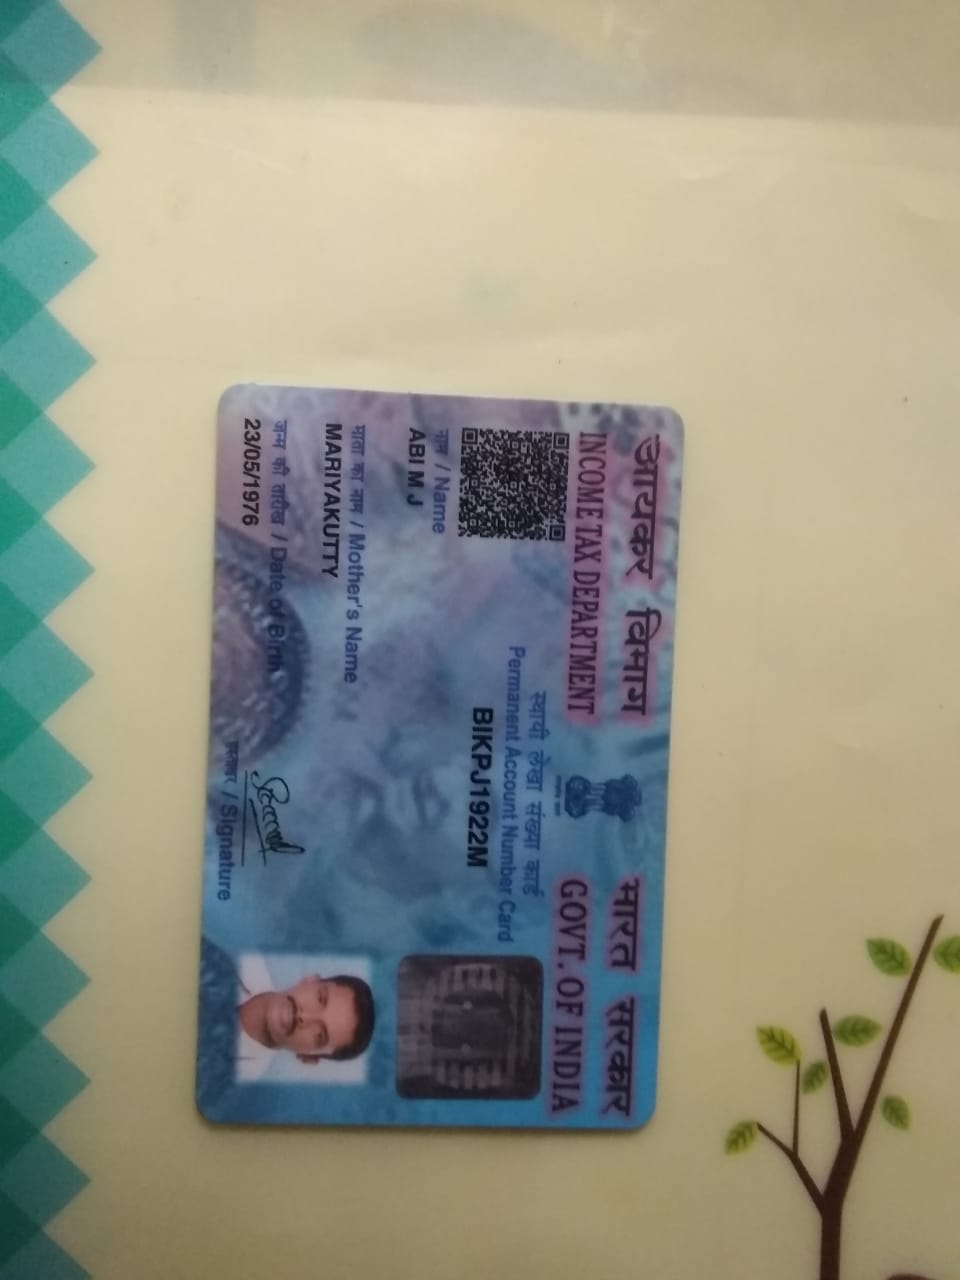 आयकर विभाग
INCOME TAX DEPARTMENT
भारत सरकार
GOVT. OF INDIA
स्थायी लेखा संख्या कार्ड
Permanent Account Number Card
BIKPJ1922M
नाम / Name
ABI M J
माता का नाम / Mother's Name
MARIYAKUTTY
जन्म की तारीख / Date of Birth
23/05/1976
हस्ताक्षर / Signature